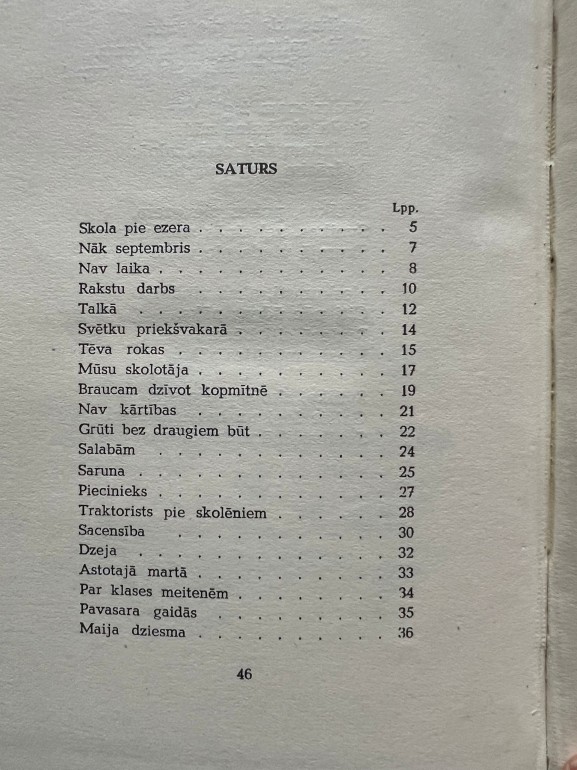 SATURS
Lpp.
Skola pie ezera . . . . . . . . . . 5
Nāk septembris . . . . . . . . . . 7
Nav laika . . . . . . . . . . . . 8
Rakstu darbs . . . . . . . . . . . 10
Talkā . . . . . . . . . . . . . 12
Svētku priekšvakarā . . . . . . . . 14
Tēva rokas . . . . . . . . . . . 15
Mūsu skolotāja . . . . . . . . . . 17
Braucam dzīvot kopmītnē . . . . . . 19
Nav kārtības . . . . . . . . . . 21
Grūti bez draugiem būt . . . . . . . 22
Salabām . . . . . . . . . . . . 24
Saruna . . . . . . . . . . . . . 25
Piecinieks . . . . . . . . . . . . 27
Traktorists pie skolēniem . . . . . . 28
Sacensība . . . . . . . . . . . 30
Dzeja . . . . . . . . . . . . . 32
Astotajā martā . . . . . . . . . . 33
Par klases meitenēm . . . . . . . . 34
Pavasara gaidās . . . . . . . . . 35
Maija dziesma . . . . . . . . . . 36
46